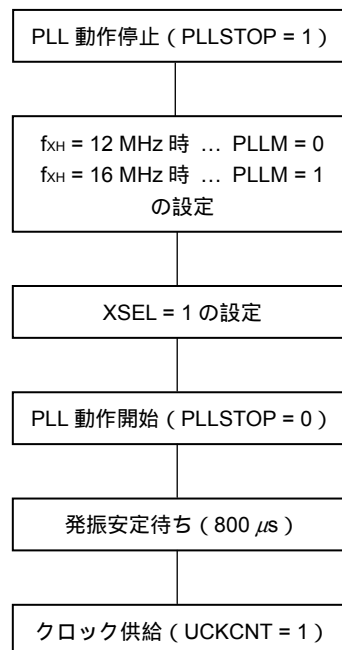 PLL 動作停止（PLLSTOP = 1）
fXH = 12 MHz 時 … PLLM = 0
fXH = 16 MHz 時 … PLLM = 1
の設定
XSEL = 1 の設定
PLL 動作開始（PLLSTOP = 0）
発振安定待ち（800 μs）
クロック供給（UCKCNT = 1）